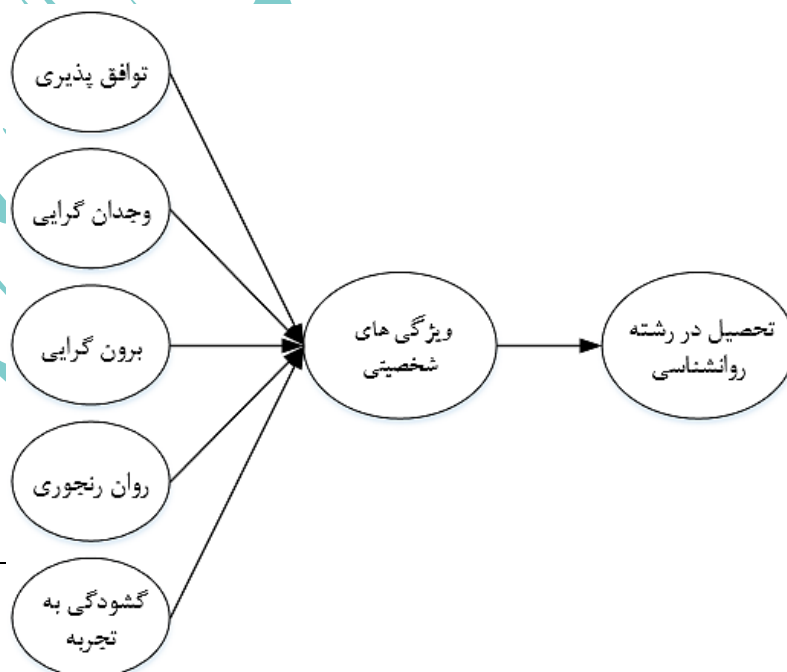 توافق پذیری
وجدان گرایی
برون گرایی
روان رنجوری
گشودگی به
تجربه
ویژگی های
شخصیتی
تحصیل در رشته
روانشناسی